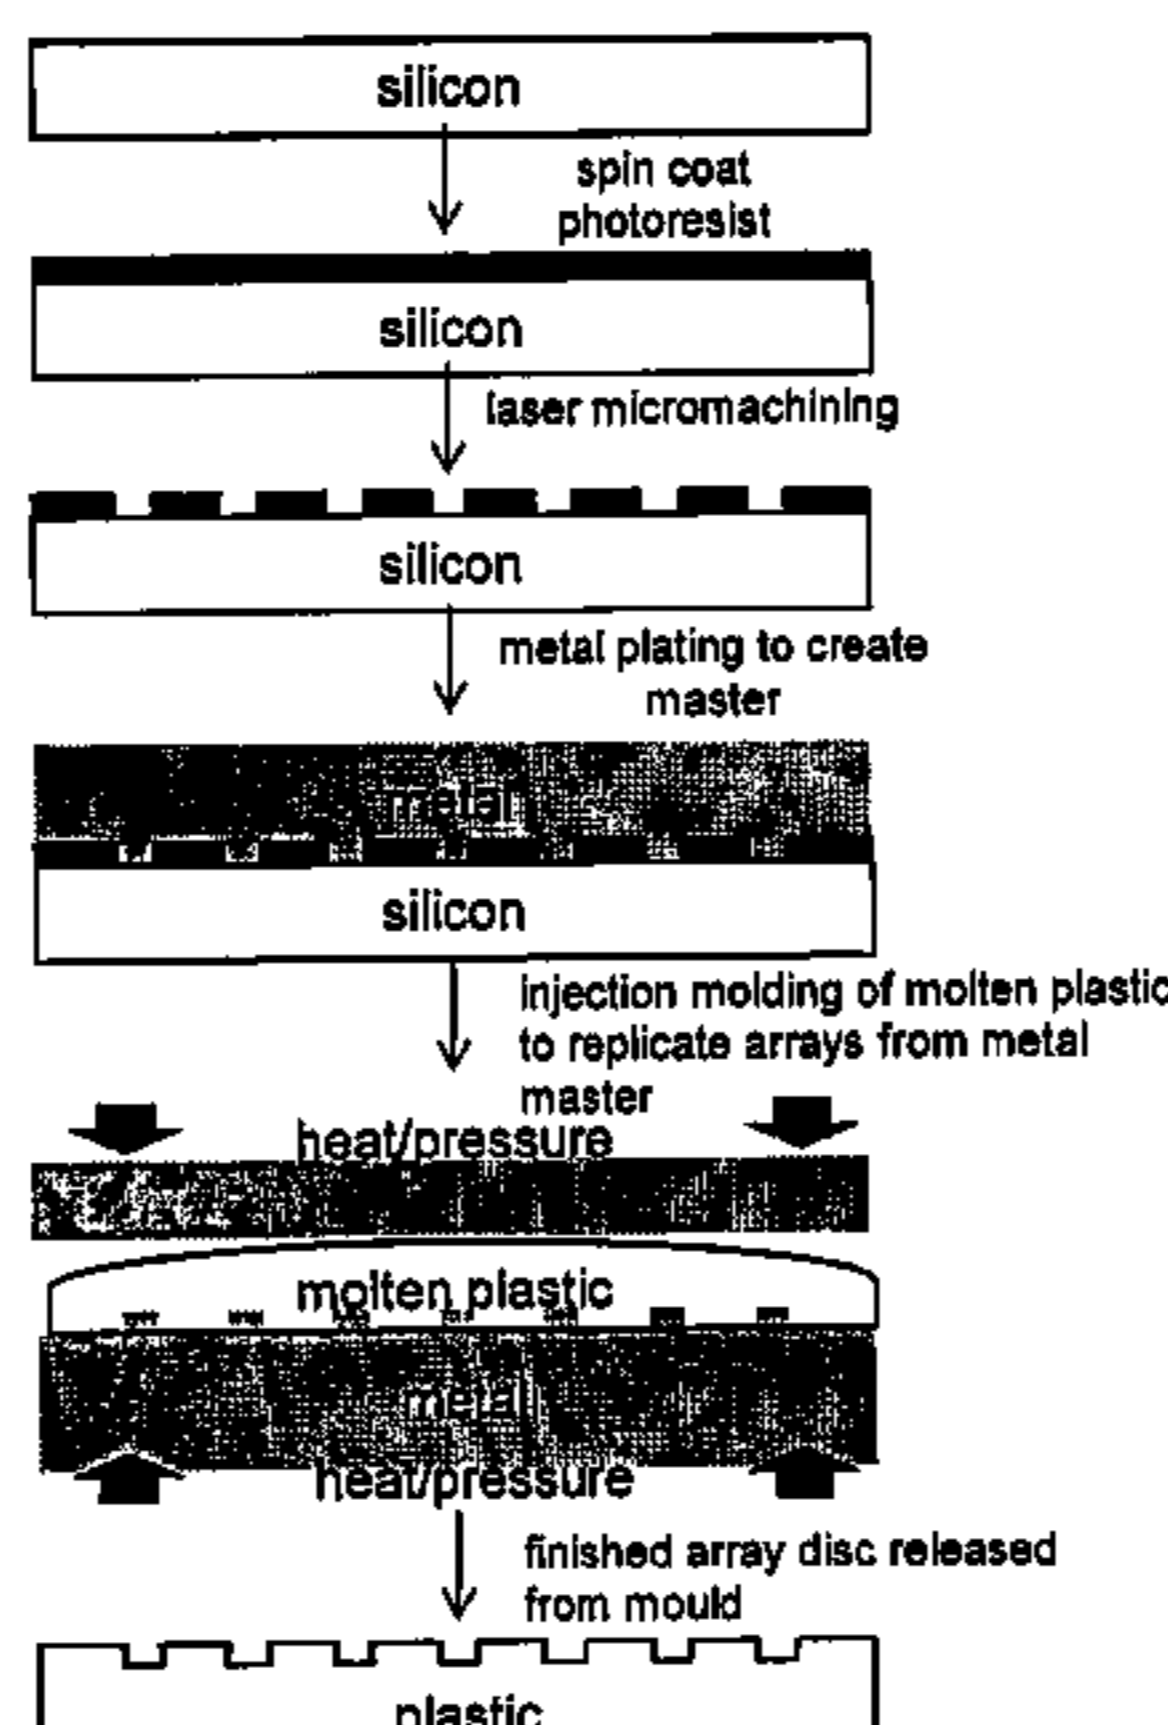 silicon
spin coat
photoresist
silicon
laser micromachining
silicon
metal plating to create
master
metal
silicon
injection molding of molten plastic
to replicate arrays from metal
master
heat/pressure
molten plastic
metal
heat/pressure
finished array disc released
from mould
plastic